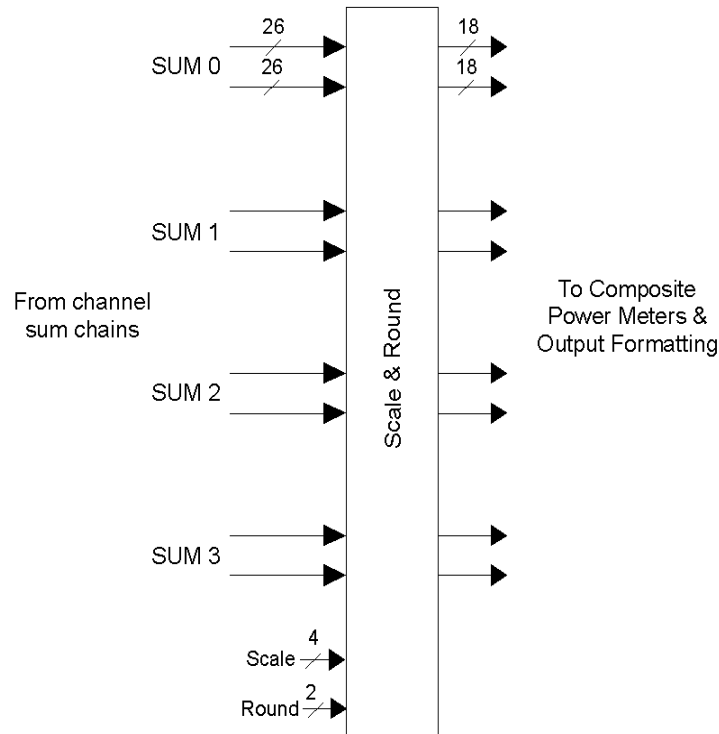 26
18
SUM 0
26
18
SUM 1
From channel
sum chains
Scale & Round
To Composite
Power Meters &
Output Formatting
SUM 2
SUM 3
4
Scale
2
Round